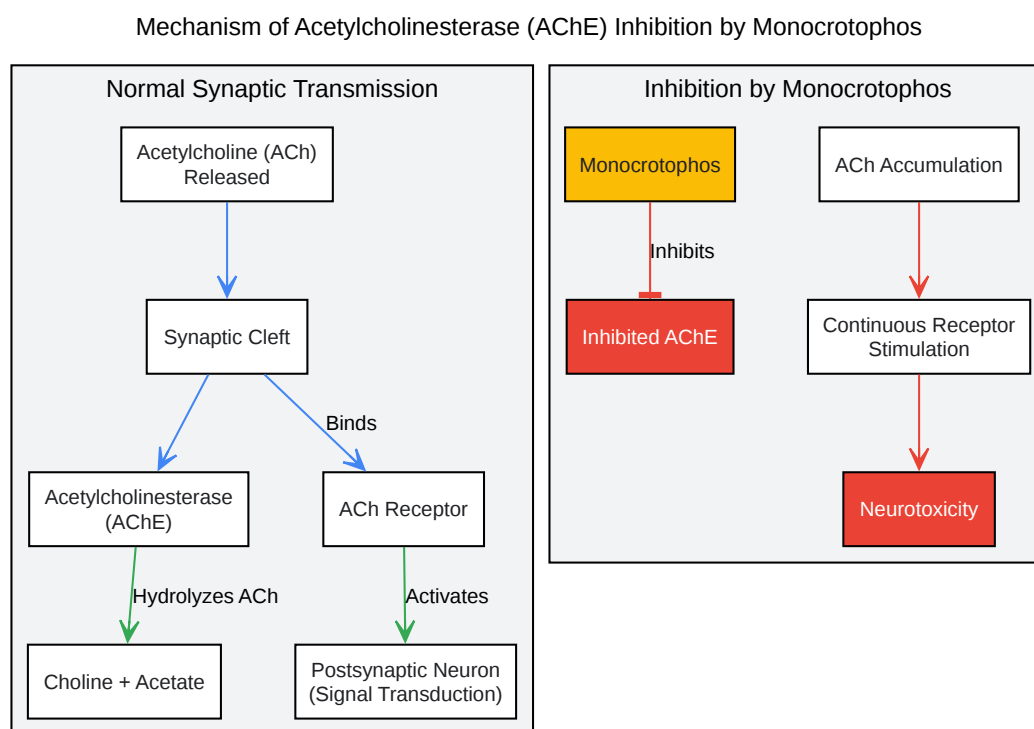 Mechanism of Acetylcholinesterase (AChE) Inhibition by Monocrotophos
Normal Synaptic Transmission
Acetylcholine (ACh)
Released
Synaptic Cleft
Binds
Acetylcholinesterase
(AChE)
ACh Receptor
Hydrolyzes ACh
Activates
Choline + Acetate
Postsynaptic Neuron
(Signal Transduction)
Inhibition by Monocrotophos
Monocrotophos
ACh Accumulation
Inhibits
Inhibited AChE
Continuous Receptor
Stimulation
Neurotoxicity